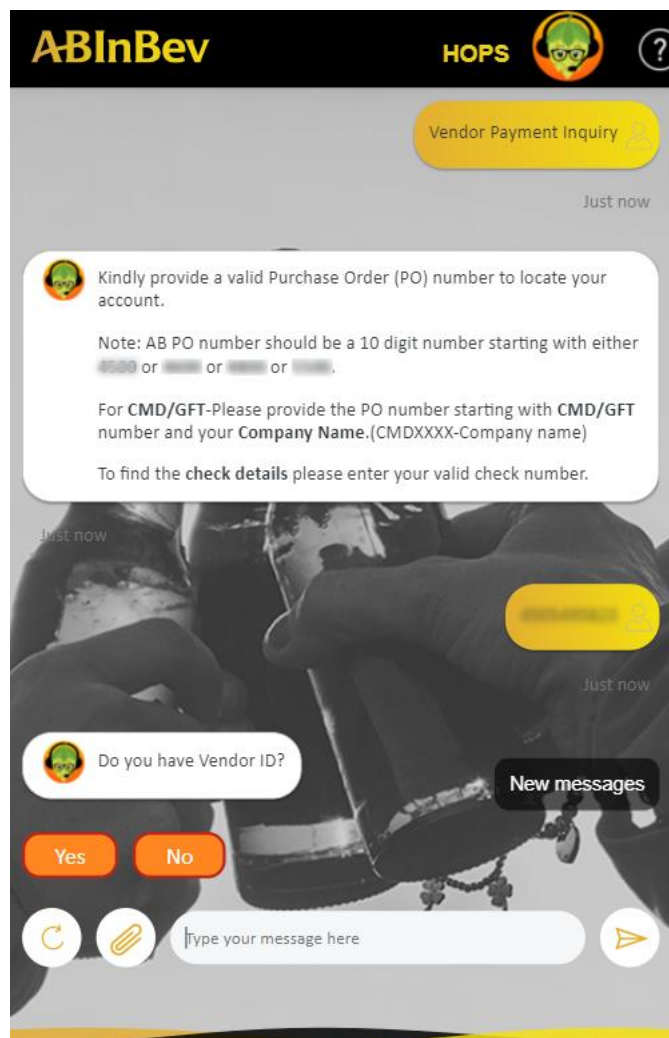 ABInBev
HOPS
?
Vendor Payment Inquiry
Just now
Kindly provide a valid Purchase Order (PO) number to locate your
account.
Note: AB PO number should be a 10 digit number starting with either
or or or .
For CMD/GFT-Please provide the PO number starting with CMD/GFT
number and your Company Name.(CMDXXXX-Company name)
To find the check details please enter your valid check number.
Just now
Just now
Do you have Vendor ID?
New messages
Yes
No
Type your message here